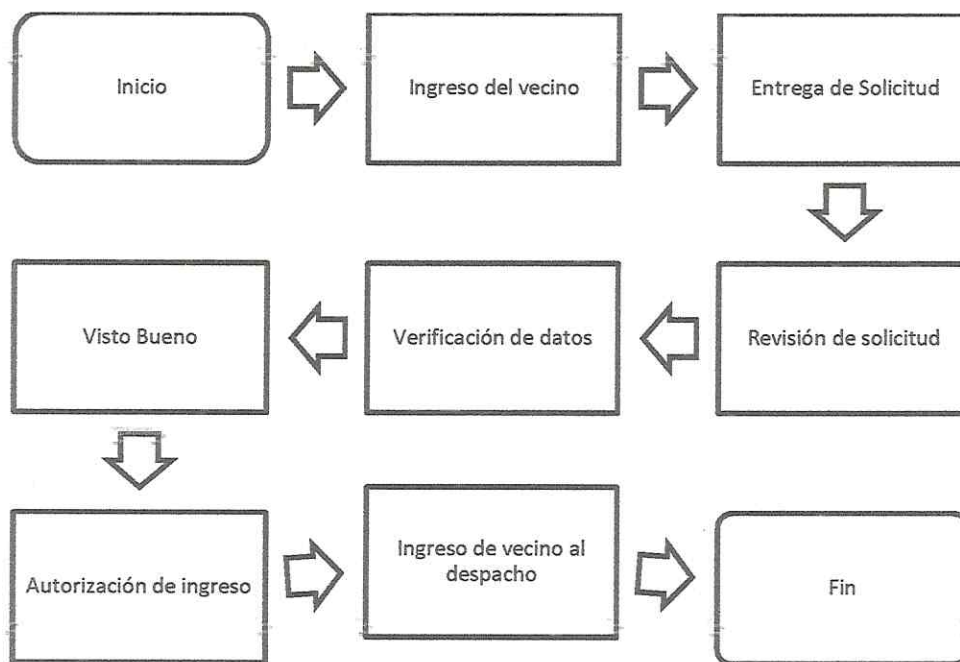 Inicio
Ingreso del vecino
Entrega de Solicitud
Revisión de solicitud
Verificación de datos
Visto Bueno
Autorización de ingreso
Ingreso de vecino al
despacho
Fin